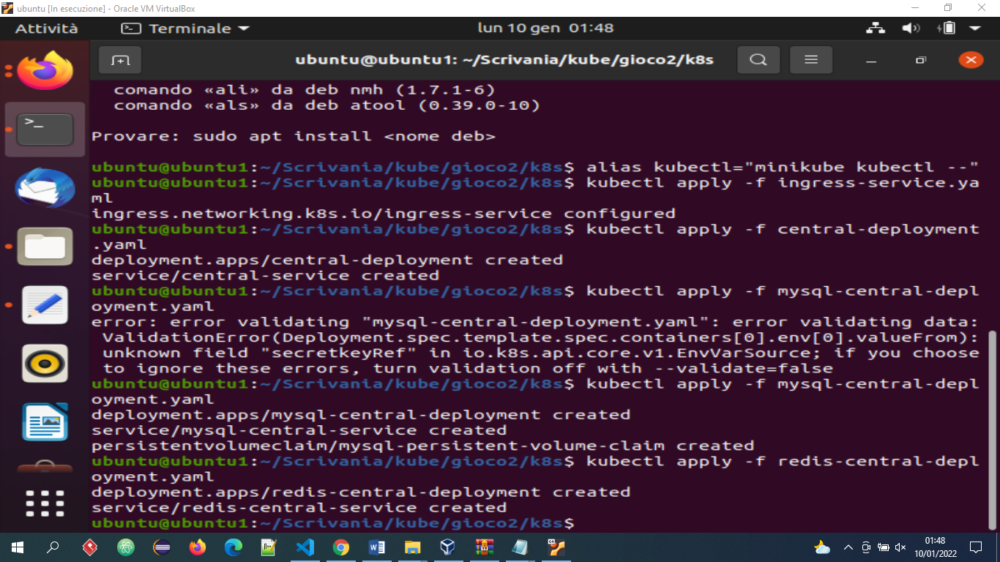 ubuntu [In esecuzione] - Oracle VM VirtualBox
Attività
Terminale
lun 10 gen 01:48
ubuntu@ubuntu1: ~/Scrivania/kube/gioco2/k8s
comando «ali» da deb nmh (1.7.1-6)
comando «als» da deb atool (0.39.0-10)
Provare: sudo apt install <nome deb>
ubuntu@ubuntu1:~/Scrivania/kube/gioco2/k8s$ alias kubectl="minikube kubectl --"
ubuntu@ubuntu1:~/Scrivania/kube/gioco2/k8s$ kubectl apply -f ingress-service.ya
ml
ingress.networking.k8s.io/ingress-service configured
ubuntu@ubuntu1:~/Scrivania/kube/gioco2/k8s$ kubectl apply -f central-deployment
.yaml
deployment.apps/central-deployment created
service/central-service created
ubuntu@ubuntu1:~/Scrivania/kube/gioco2/k8s$ kubectl apply -f mysql-central-depl
oyment.yaml
error: error validating "mysql-central-deployment.yaml": error validating data:
ValidationError(Deployment.spec.template.spec.containers[0].env[0].valueFrom):
unknown field "secretkeyRef" in io.k8s.api.core.v1.EnvVarSource; if you choose
to ignore these errors, turn validation off with --validate=false
ubuntu@ubuntu1:~/Scrivania/kube/gioco2/k8s$ kubectl apply -f mysql-central-depl
oyment.yaml
deployment.apps/mysql-central-deployment created
service/mysql-central-service created
persistentvolumeclaim/mysql-persistent-volume-claim created
ubuntu@ubuntu1:~/Scrivania/kube/gioco2/k8s$ kubectl apply -f redis-central-depl
oyment.yaml
deployment.apps/redis-central-deployment created
service/redis-central-service created
ubuntu@ubuntu1:~/Scrivania/kube/gioco2/k8s$
01:48
10/01/2022